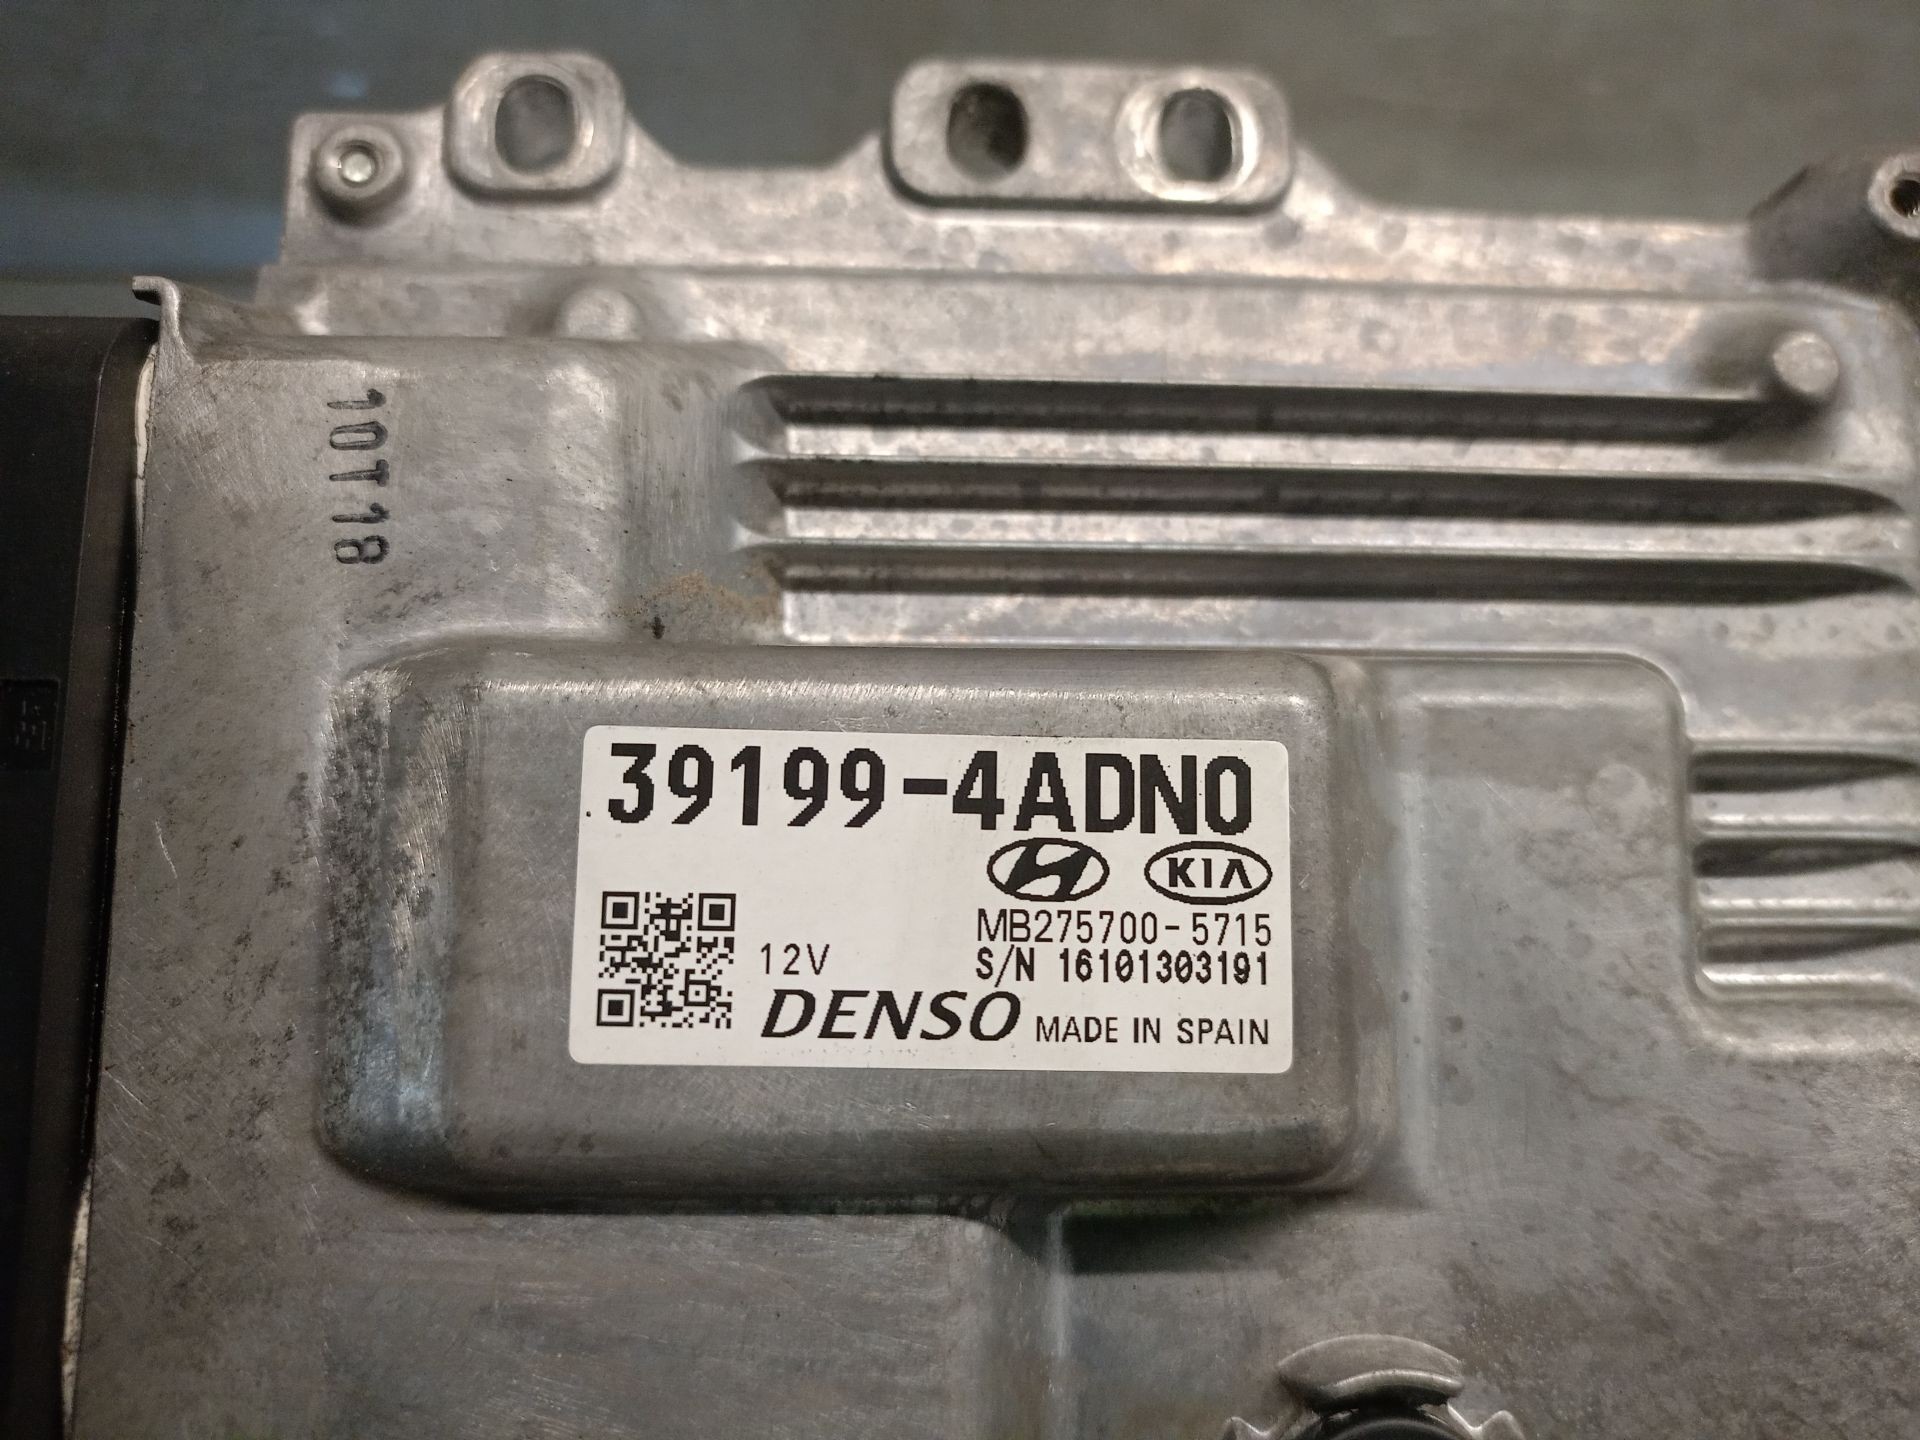 10T18
39199-4ADN0
KIA
MB275700-5715
12V
S/N 16101303191
DENSO MADE IN SPAIN